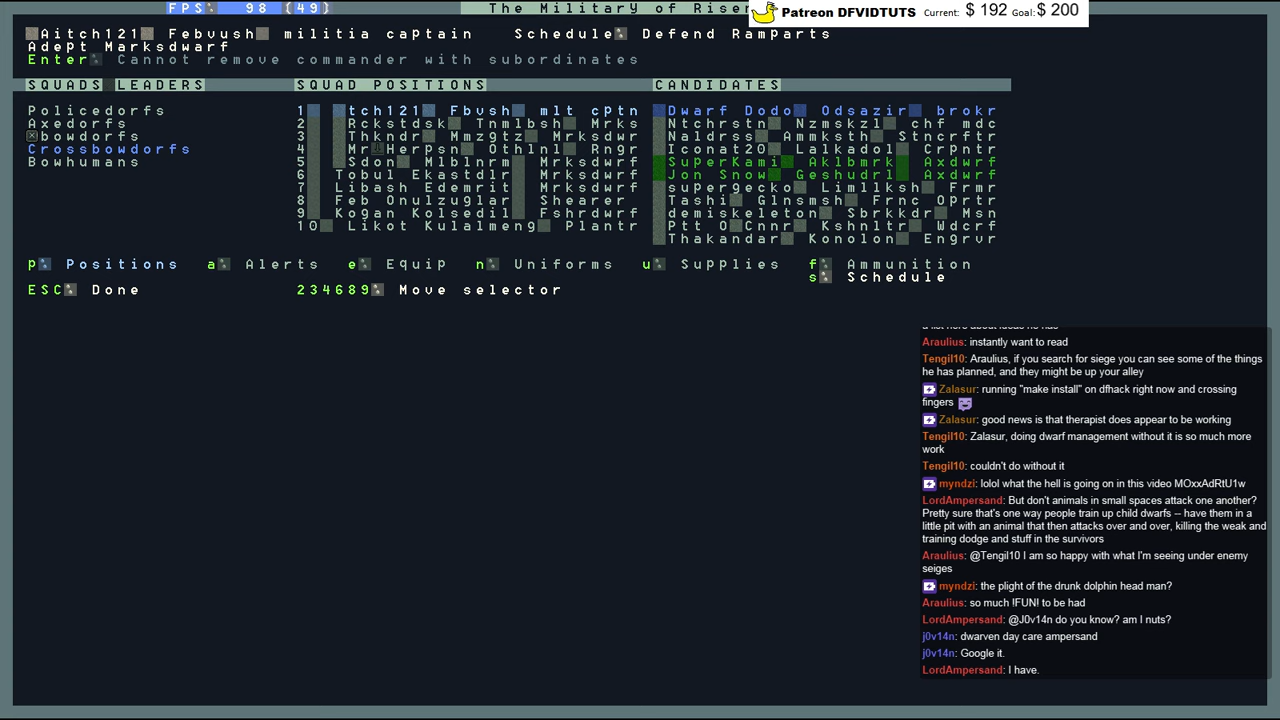 FPS: 98 (49)
The Military of Riser
Patreon DFVIDTUTS Current: $ 192 Goal: $ 200
Aitch121 Febvush militia captain Schedule: Defend Ramparts
Adept Marksdwarf
Enter: Cannot remove commander with subordinates
SQUADS LEADERS SQUAD POSITIONS CANDIDATES
Policedorfs 1 tch121 Fbvsh mlt cptn Dwarf Dodo Odsazir brokr
Axedorfs 2 Rckstdsk Tnmlbsh Mrks Ntchrstn Nzmskzl chf mdc
Xbowdorfs 3 Thkndr Mmzgtz Mrksdwr Naldrss Ammksth Stncrftr
Crossbowdorfs 4 Mr Herpsn Othlnl Rngr Iconat20 Lalkadol Crpntr
Bowhumans 5 Sdon Mlblnrm Mrksdwrf SuperKami Aklbmrk Axdwrf
6 Tobul Ekastdlr Mrksdwrf Jon Snow Geshudrl Axdwrf
7 Libash Edemrit Mrksdwrf supergecko Limllksh Frmr
8 Feb Onulzuglar Shearer Tashi Glnsmsh Frnc Oprtr
9 Kogan Kolsedil Fshrdwrf demiskeleton Sbrkkdr Msn
10 Likot Kulalmeng Plantr Ptt O Cnnr Kshnltr Wdcrf
Thakandar Konolon Engrvr
p: Positions a: Alerts e: Equip n: Uniforms u: Supplies f: Ammunition
s: Schedule
ESC: Done 234689: Move selector
a list here about ideas he has
Araulius: instantly want to read
Tengil10: Araulius, if you search for siege you can see some of the things
he has planned, and they might be up your alley
Zalasur: running "make install" on dfhack right now and crossing
fingers
Zalasur: good news is that therapist does appear to be working
Tengil10: Zalasur, doing dwarf management without it is so much more
work
Tengil10: couldn't do without it
myndzi: lolol what the hell is going on in this video MOxxAdRtU1w
LordAmpersand: But don't animals in small spaces attack one another?
Pretty sure that's one way people train up child dwarfs -- have them in a
little pit with an animal that then attacks over and over, killing the weak and
training dodge and stuff in the survivors
Araulius: @Tengil10 I am so happy with what I'm seeing under enemy
seiges
myndzi: the plight of the drunk dolphin head man?
Araulius: so much !FUN! to be had
LordAmpersand: @J0v14n do you know? am I nuts?
j0v14n: dwarven day care ampersand
j0v14n: Google it.
LordAmpersand: I have.